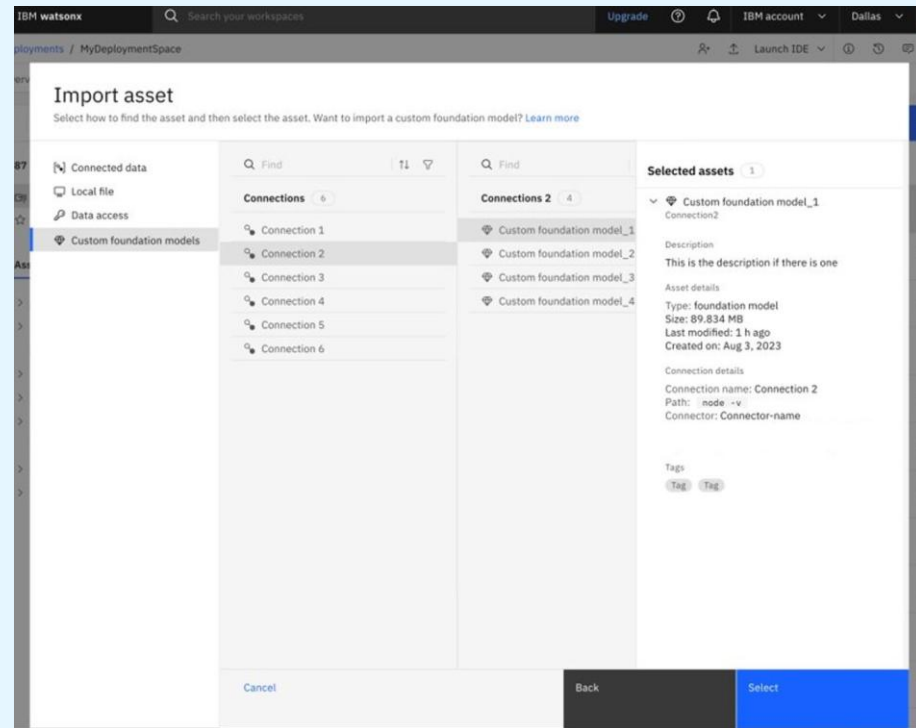 IBM watsonx
Search your workspaces
Upgrade
IBM account
Dallas
ployments / MyDeploymentSpace
Launch IDE
Import asset
Select how to find the asset and then select the asset. Want to import a custom foundation model? Learn more
87
Connected data
Local file
Data access
Custom foundation models
Find
Connections 6
Connection 1
Connection 2
Connection 3
Connection 4
Connection 5
Connection 6
Find
Connections 2 4
Custom foundation model_1
Custom foundation model_2
Custom foundation model_3
Custom foundation model_4
Selected assets 1
Custom foundation model_1
Connection2
Description
This is the description if there is one
Asset details
Type: foundation model
Size: 89.834 MB
Last modified: 1 h ago
Created on: Aug 3, 2023
Connection details
Connection name: Connection 2
Path: node -v
Connector: Connector-name
Tags
Tag Tag
Cancel
Back
Select